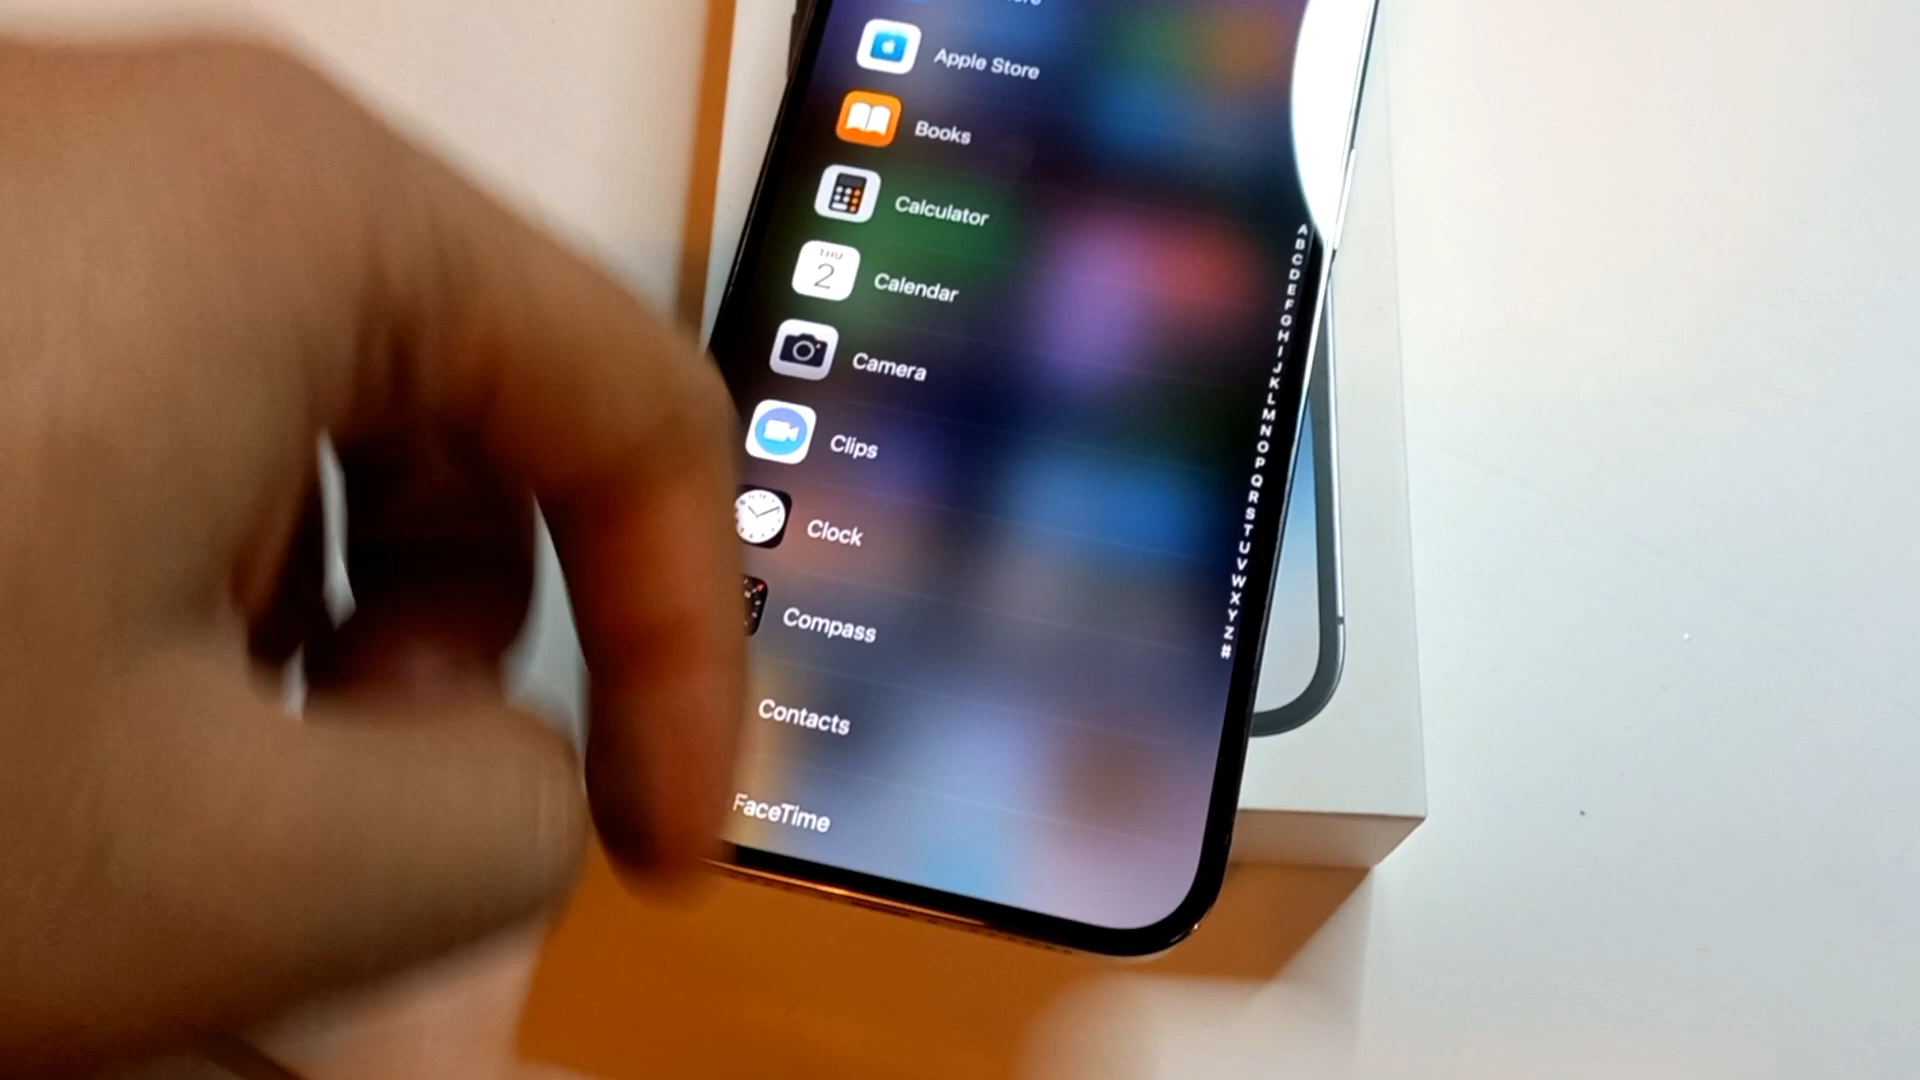 Apple Store
Books
Calculator
THU
2
Calendar
Camera
Clips
Clock
Compass
Contacts
FaceTime
A
B
C
D
E
F
G
H
I
J
K
L
M
N
O
P
Q
R
S
T
U
V
W
X
Y
Z
#